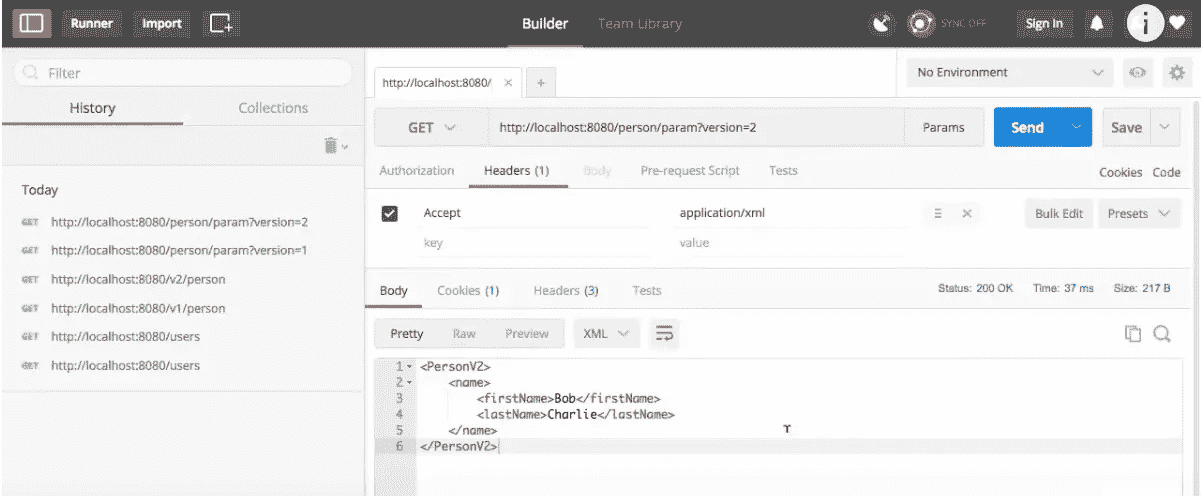 Runner Import Builder Team Library SYNC OFF Sign In
Filter
History Collections
Today
GET http://localhost:8080/person/param?version=2
GET http://localhost:8080/person/param?version=1
GET http://localhost:8080/v2/person
GET http://localhost:8080/v1/person
GET http://localhost:8080/users
GET http://localhost:8080/users
http://localhost:8080/ No Environment
GET http://localhost:8080/person/param?version=2 Params Send Save
Authorization Headers (1) Body Pre-request Script Tests Cookies Code
Accept application/xml Bulk Edit Presets
key value
Body Cookies (1) Headers (3) Tests Status: 200 OK Time: 37 ms Size: 217 B
Pretty Raw Preview XML
1 <PersonV2>
2 <name>
3 <firstName>Bob</firstName>
4 <lastName>Charlie</lastName>
5 </name>
6 </PersonV2>